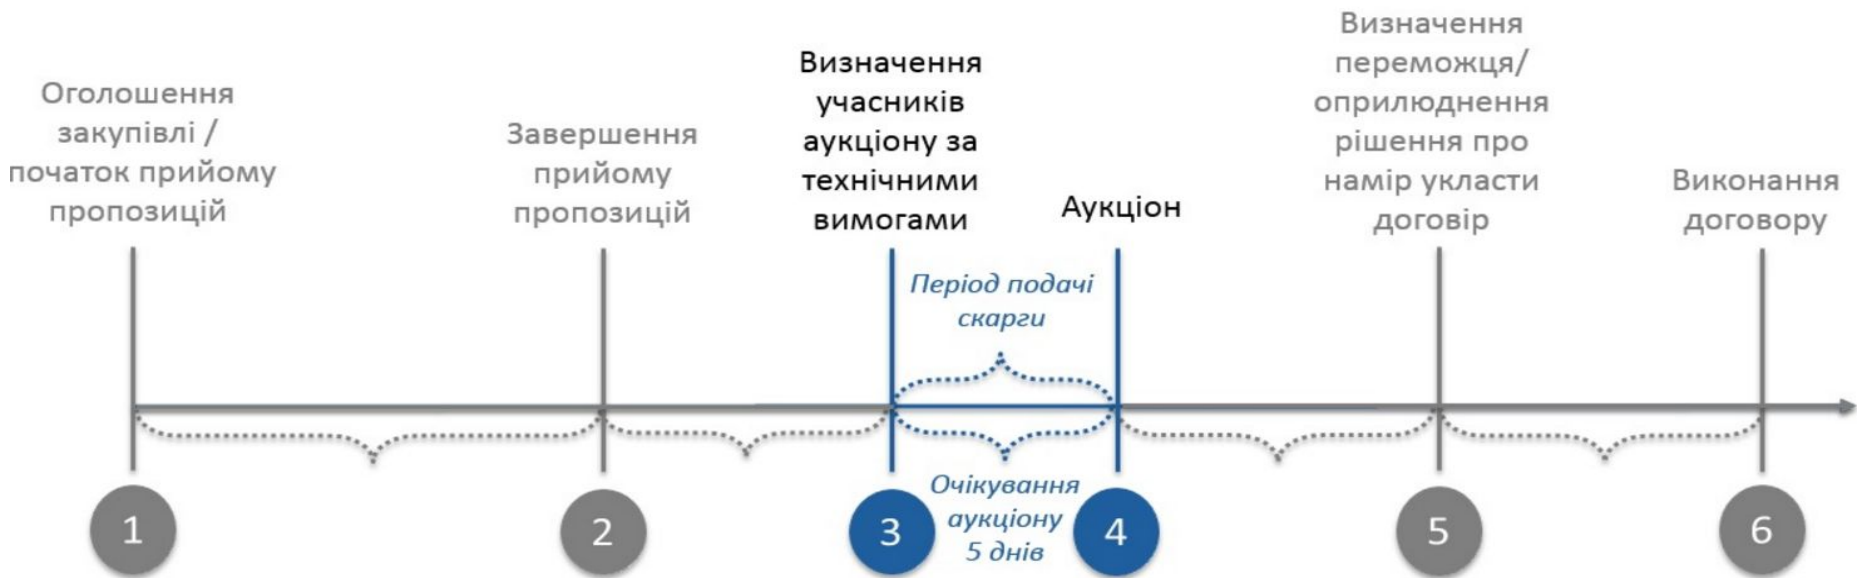 Оголошення
закупівлі /
початок прийому
пропозицій
Завершення
прийому
пропозицій
Визначення
учасників
аукціону за
технічними
вимогами
Аукціон
Визначення
переможця/
оприлюднення
рішення про
намір укласти
договір
Виконання
договору
Період подачі
скарги
Очікування
аукціону
5 днів
1
2
3
4
5
6